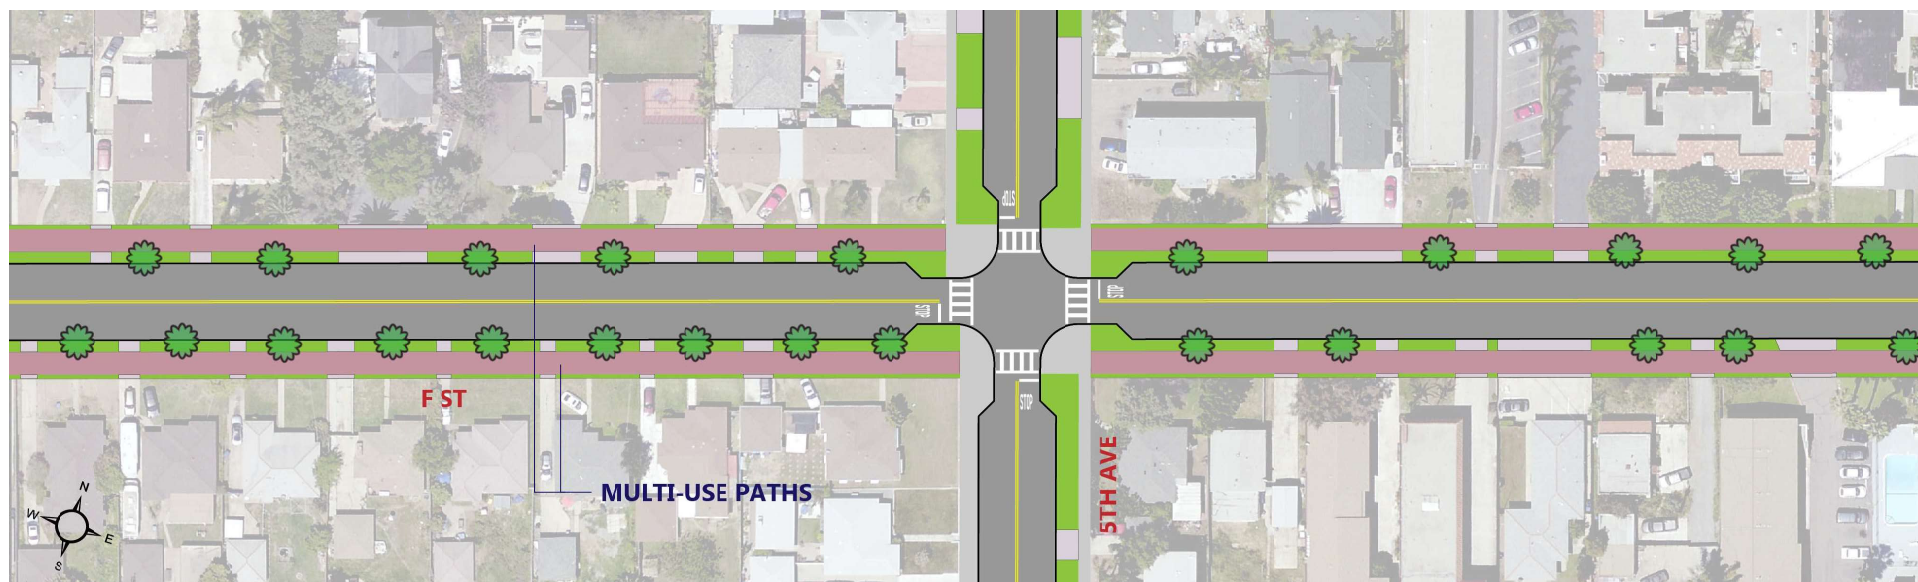 STOP
STOP
STOP
F ST
STOP
5TH AVE
MULTI-USE PATHS
N
W
E
S